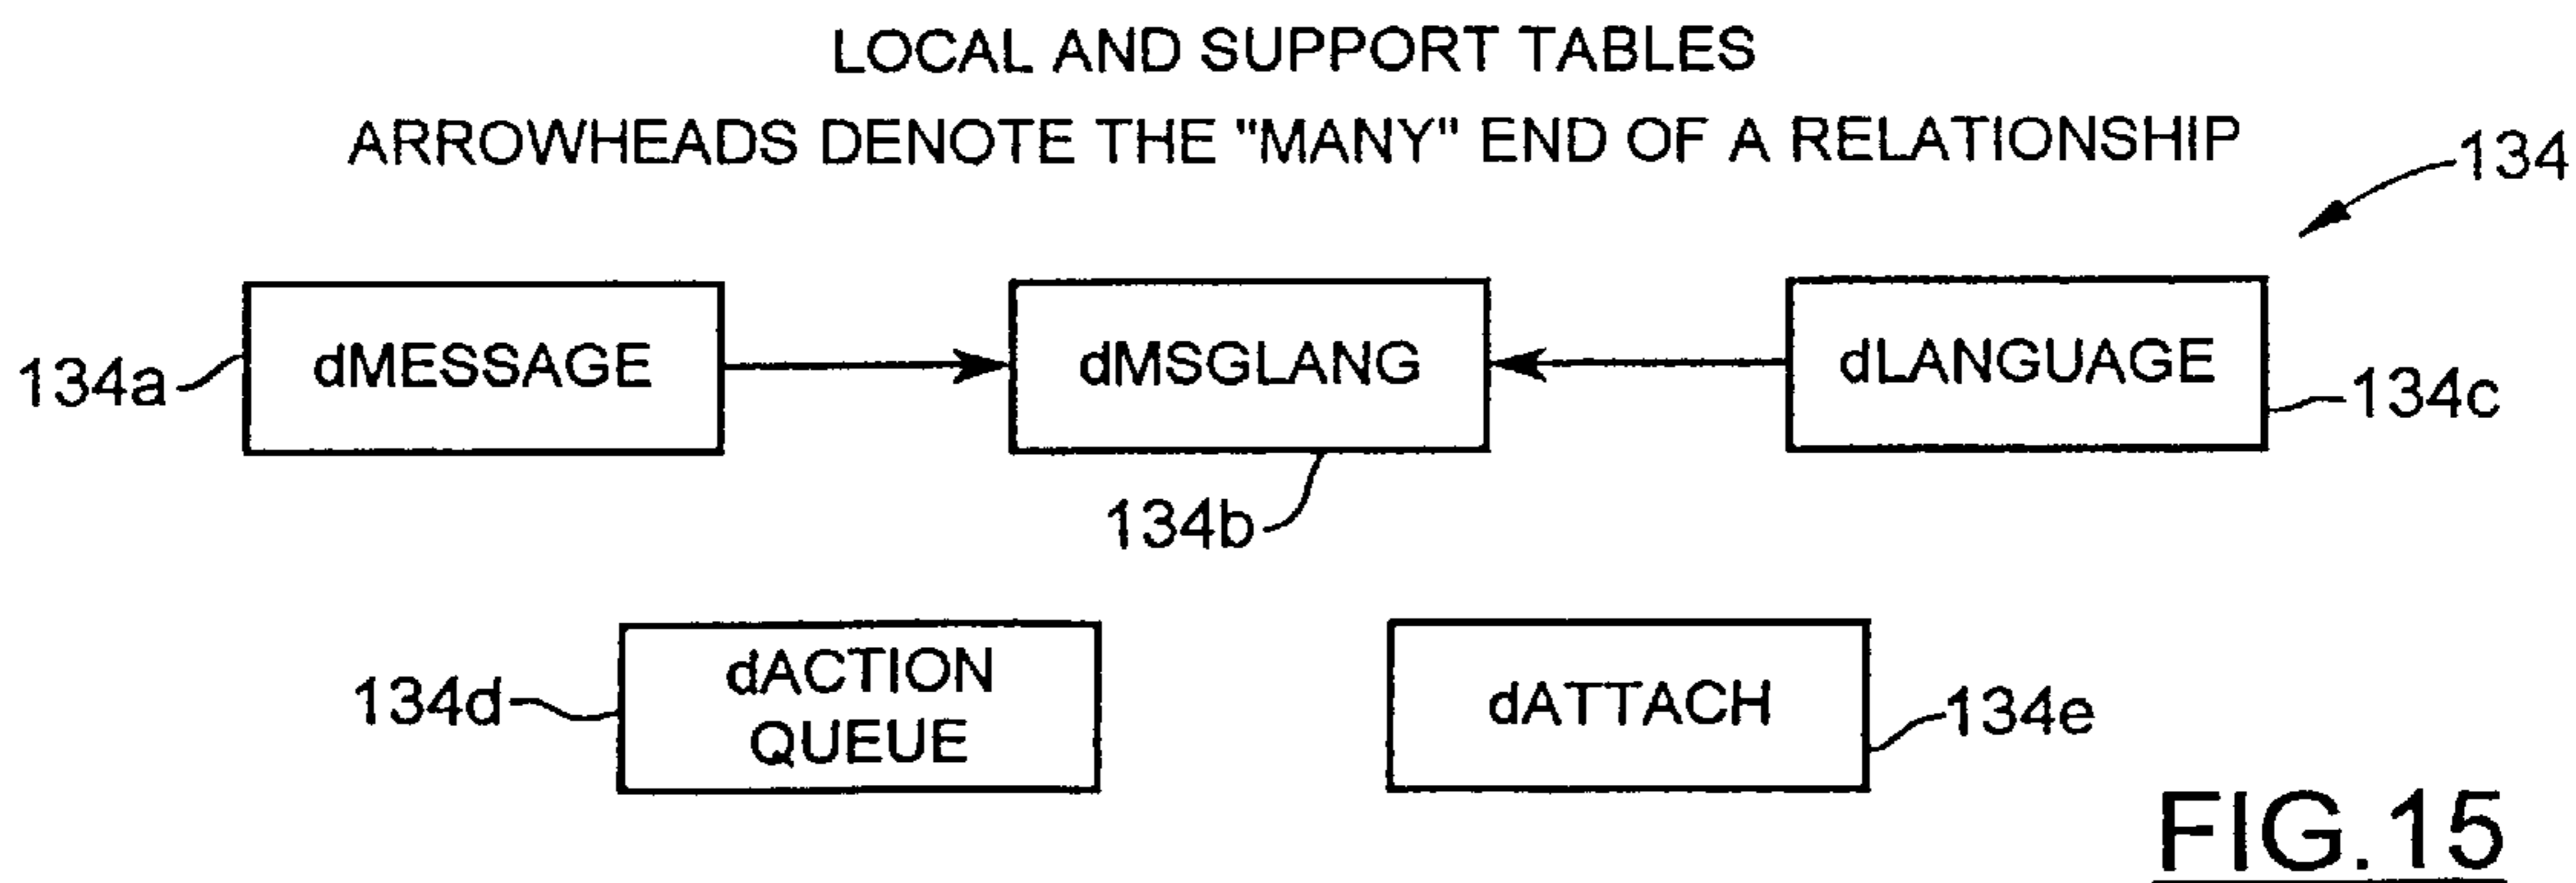 LOCAL AND SUPPORT TABLES
ARROWHEADS DENOTE THE "MANY" END OF A RELATIONSHIP
134
dMESSAGE
dMSGLANG
dLANGUAGE
134a
134c
134b
dACTION
QUEUE
dATTACH
134d
134e
FIG.15